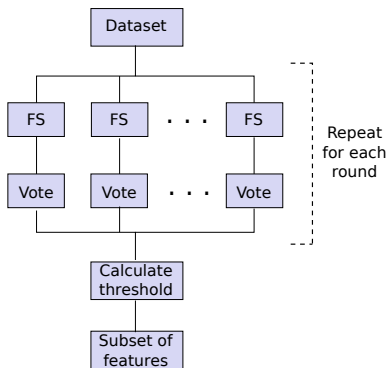 Dataset
FS FS . . . FS
Repeat
for each
round
Vote Vote . . . Vote
Calculate
threshold
Subset of
features